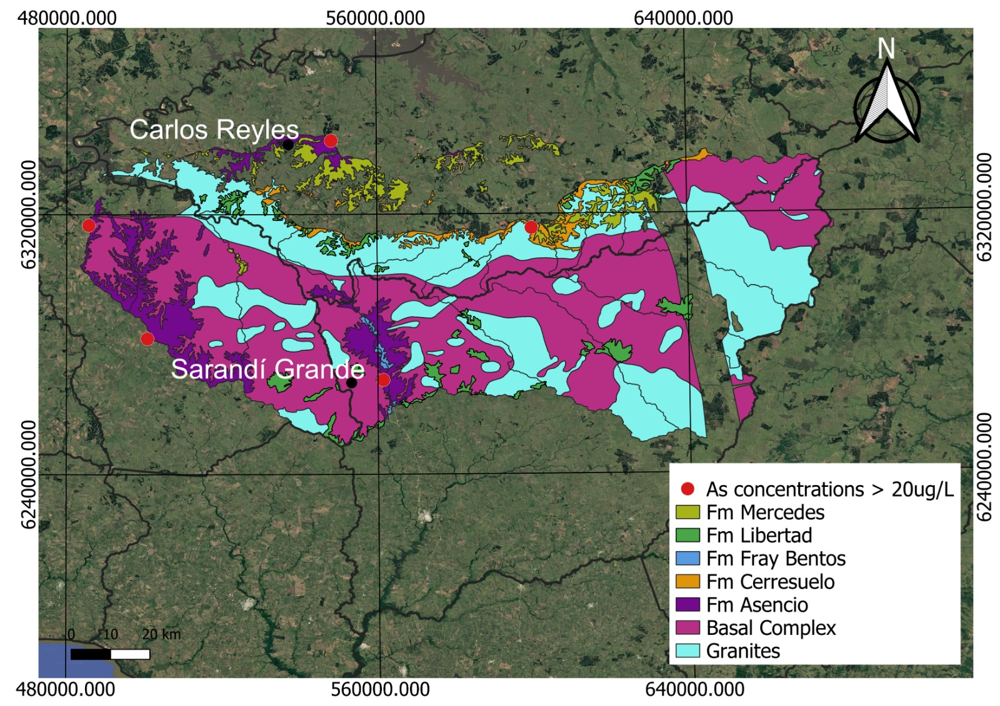 480000.000 560000.000 640000.000
N
Carlos Reyles
6320000.000
6320000.000
Sarandí Grande
6240000.000
6240000.000
As concentrations > 20ug/L
Fm Mercedes
Fm Libertad
Fm Fray Bentos
Fm Cerresuelo
Fm Asencio
Basal Complex
Granites
0 10 20 km
480000.000 560000.000 640000.000